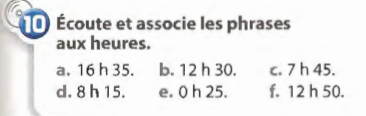 10 Écoute et associe les phrases
aux heures.
a. 16 h 35. b. 12 h 30. c. 7 h 45.
d. 8 h 15. e. 0 h 25. f. 12 h 50.